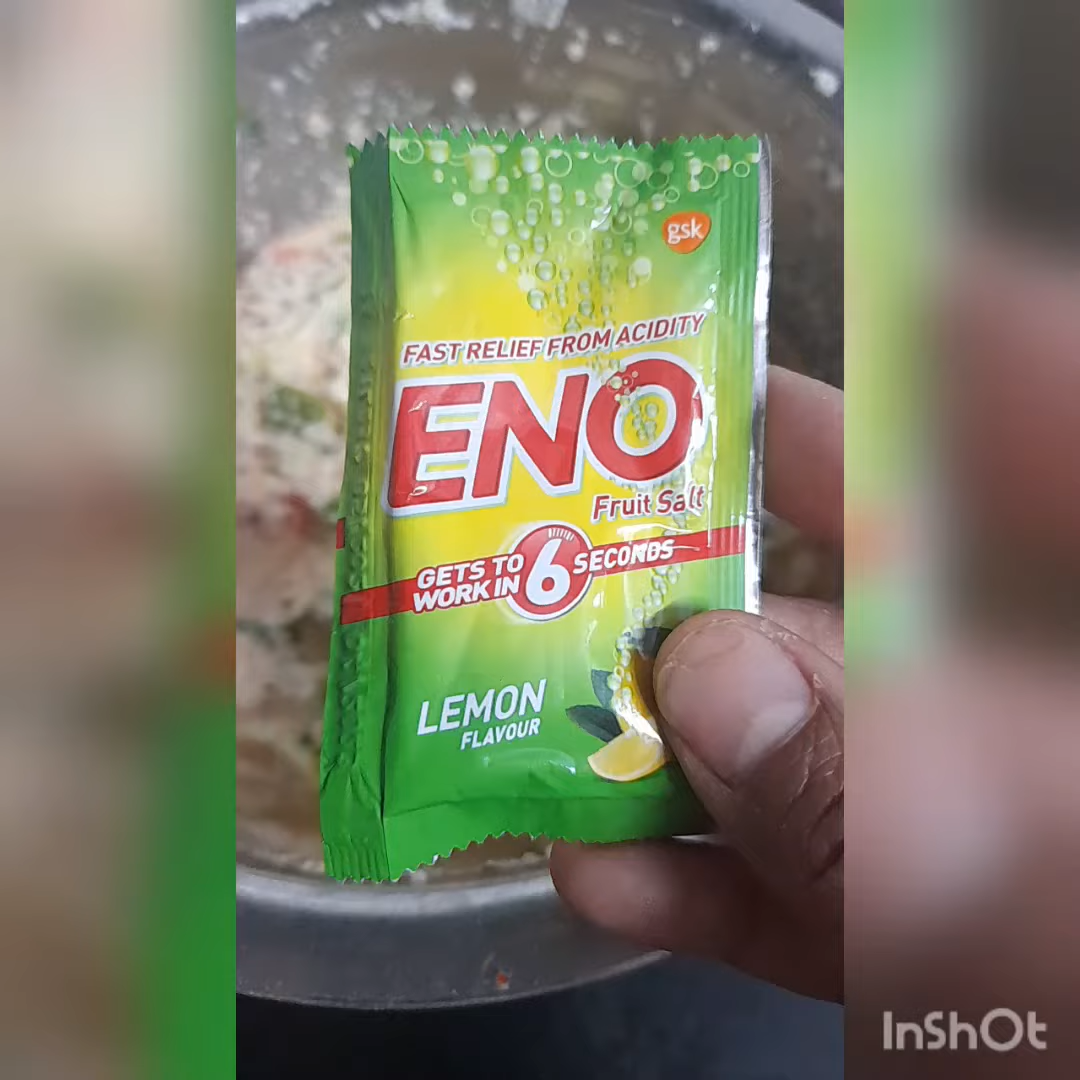 gsk
FAST RELIEF FROM ACIDITY
ENO
Fruit Salt
GETS TO
WORK IN
6
SECONDS
LEMON
FLAVOUR
InShOt